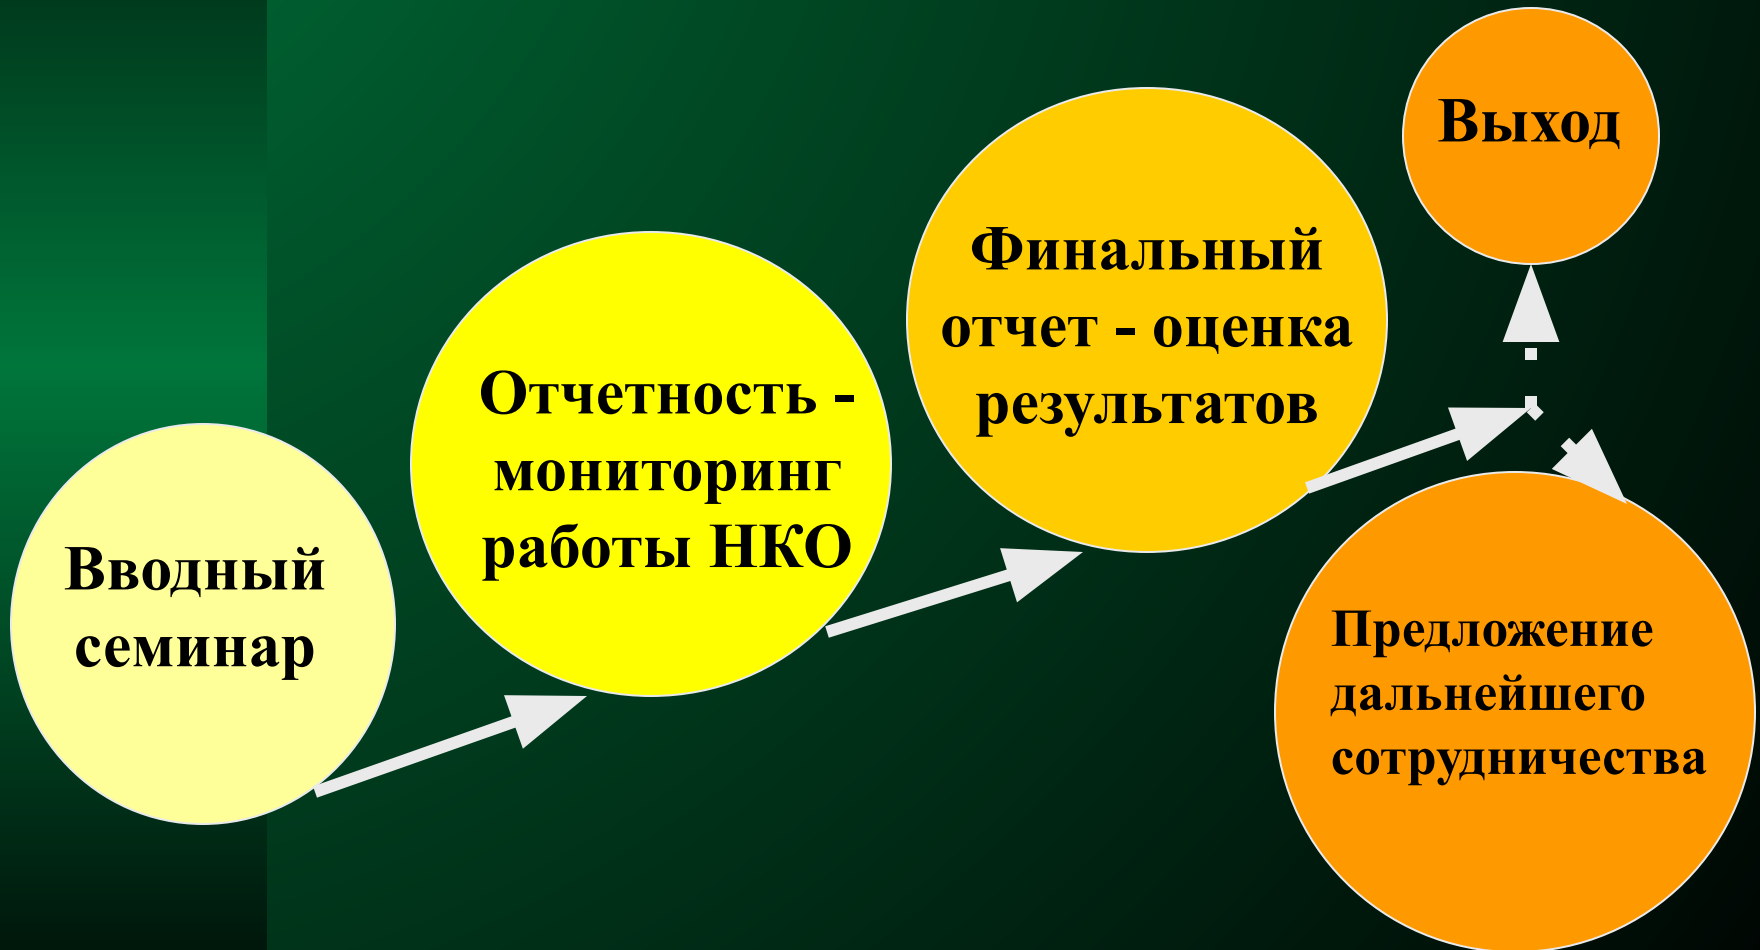 Вводный
семинар
Отчетность -
мониторинг
работы НКО
Финальный
отчет - оценка
результатов
Выход
Предложение
дальнейшего
сотрудничества